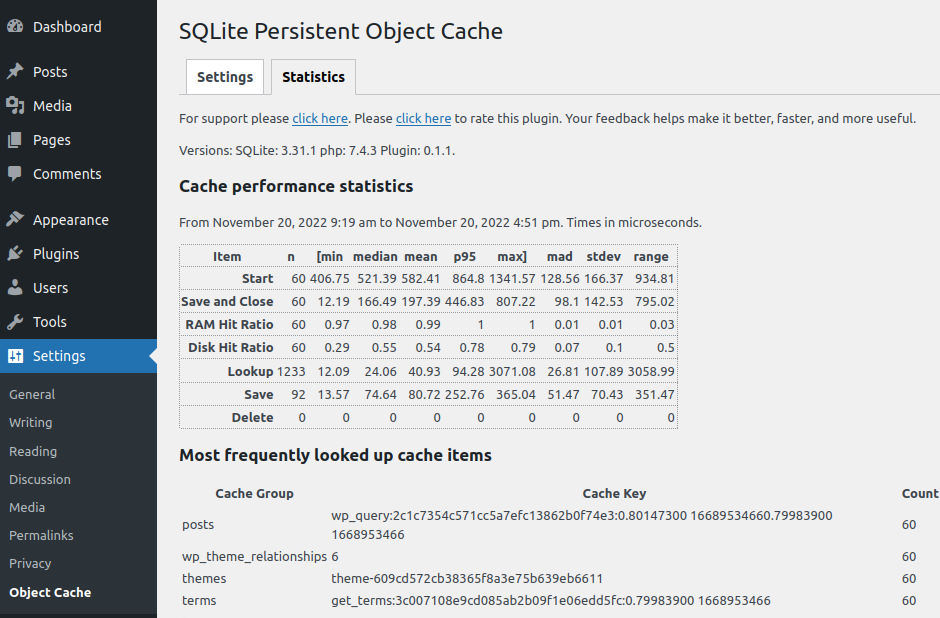 Dashboard
Posts
Media
Pages
Comments
Appearance
Plugins
Users
Tools
Settings
General
Writing
Reading
Discussion
Media
Permalinks
Privacy
Object Cache
SQLite Persistent Object Cache
Settings Statistics
For support please click here. Please click here to rate this plugin. Your feedback helps make it better, faster, and more useful.
Versions: SQLite: 3.31.1 php: 7.4.3 Plugin: 0.1.1.
Cache performance statistics
From November 20, 2022 9:19 am to November 20, 2022 4:51 pm. Times in microseconds.
Item n [min median mean p95 max] mad stdev range
Start 60 406.75 521.39 582.41 864.8 1341.57 128.56 166.37 934.81
Save and Close 60 12.19 166.49 197.39 446.83 807.22 98.1 142.53 795.02
RAM Hit Ratio 60 0.97 0.98 0.99 1 1 0.01 0.01 0.03
Disk Hit Ratio 60 0.29 0.55 0.54 0.78 0.79 0.07 0.1 0.5
Lookup 1233 12.09 24.06 40.93 94.28 3071.08 26.81 107.89 3058.99
Save 92 13.57 74.64 80.72 252.76 365.04 51.47 70.43 351.47
Delete 0 0 0 0 0 0 0 0 0
Most frequently looked up cache items
Cache Group Cache Key Count
posts wp_query:2c1c7354c571cc5a7efc13862b0f74e3:0.80147300 16689534660.79983900 60
1668953466
wp_theme_relationships 6 60
themes theme-609cd572cb38365f8a3e75b639eb6611 60
terms get_terms:3c007108e9cd085ab2b09f1e06edd5fc:0.79983900 1668953466 60